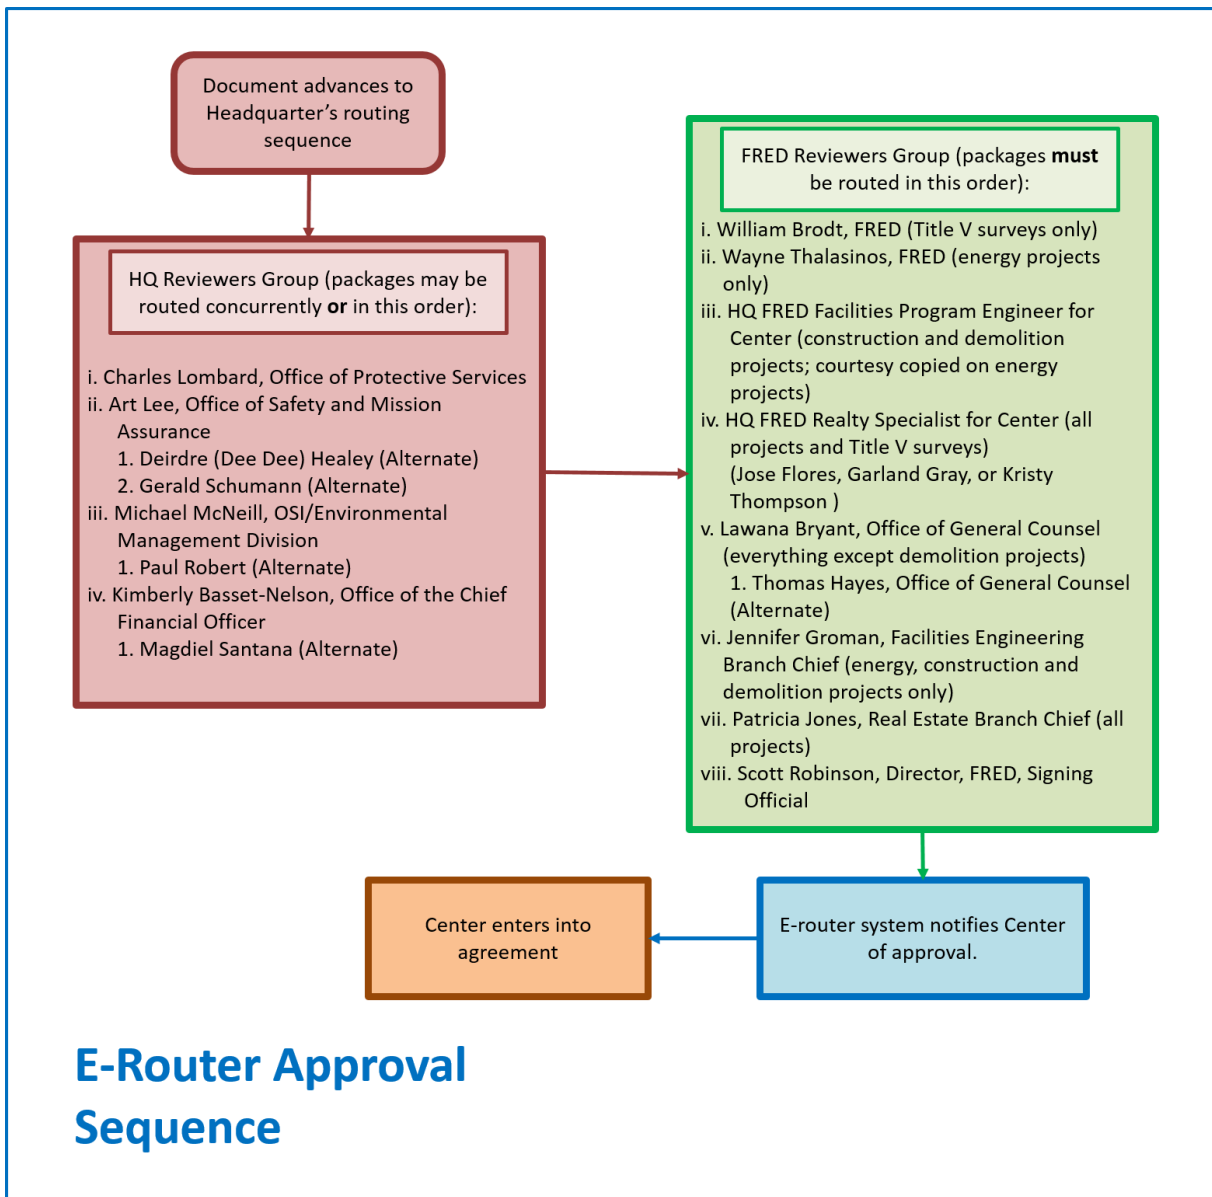 Document advances to
Headquarter’s routing
sequence
HQ Reviewers Group (packages may be
routed concurrently or in this order):
i. Charles Lombard, Office of Protective Services
ii. Art Lee, Office of Safety and Mission
Assurance
1. Deirdre (Dee Dee) Healey (Alternate)
2. Gerald Schumann (Alternate)
iii. Michael McNeill, OSI/Environmental
Management Division
1. Paul Robert (Alternate)
iv. Kimberly Basset-Nelson, Office of the Chief
Financial Officer
1. Magdiel Santana (Alternate)
FRED Reviewers Group (packages must
be routed in this order):
i. William Brodt, FRED (Title V surveys only)
ii. Wayne Thalasinos, FRED (energy projects
only)
iii. HQ FRED Facilities Program Engineer for
Center (construction and demolition
projects; courtesy copied on energy
projects)
iv. HQ FRED Realty Specialist for Center (all
projects and Title V surveys)
(Jose Flores, Garland Gray, or Kristy
Thompson )
v. Lawana Bryant, Office of General Counsel
(everything except demolition projects)
1. Thomas Hayes, Office of General Counsel
(Alternate)
vi. Jennifer Groman, Facilities Engineering
Branch Chief (energy, construction and
demolition projects only)
vii. Patricia Jones, Real Estate Branch Chief (all
projects)
viii. Scott Robinson, Director, FRED, Signing
Official
E-router system notifies Center
of approval.
Center enters into
agreement
E-Router Approval
Sequence